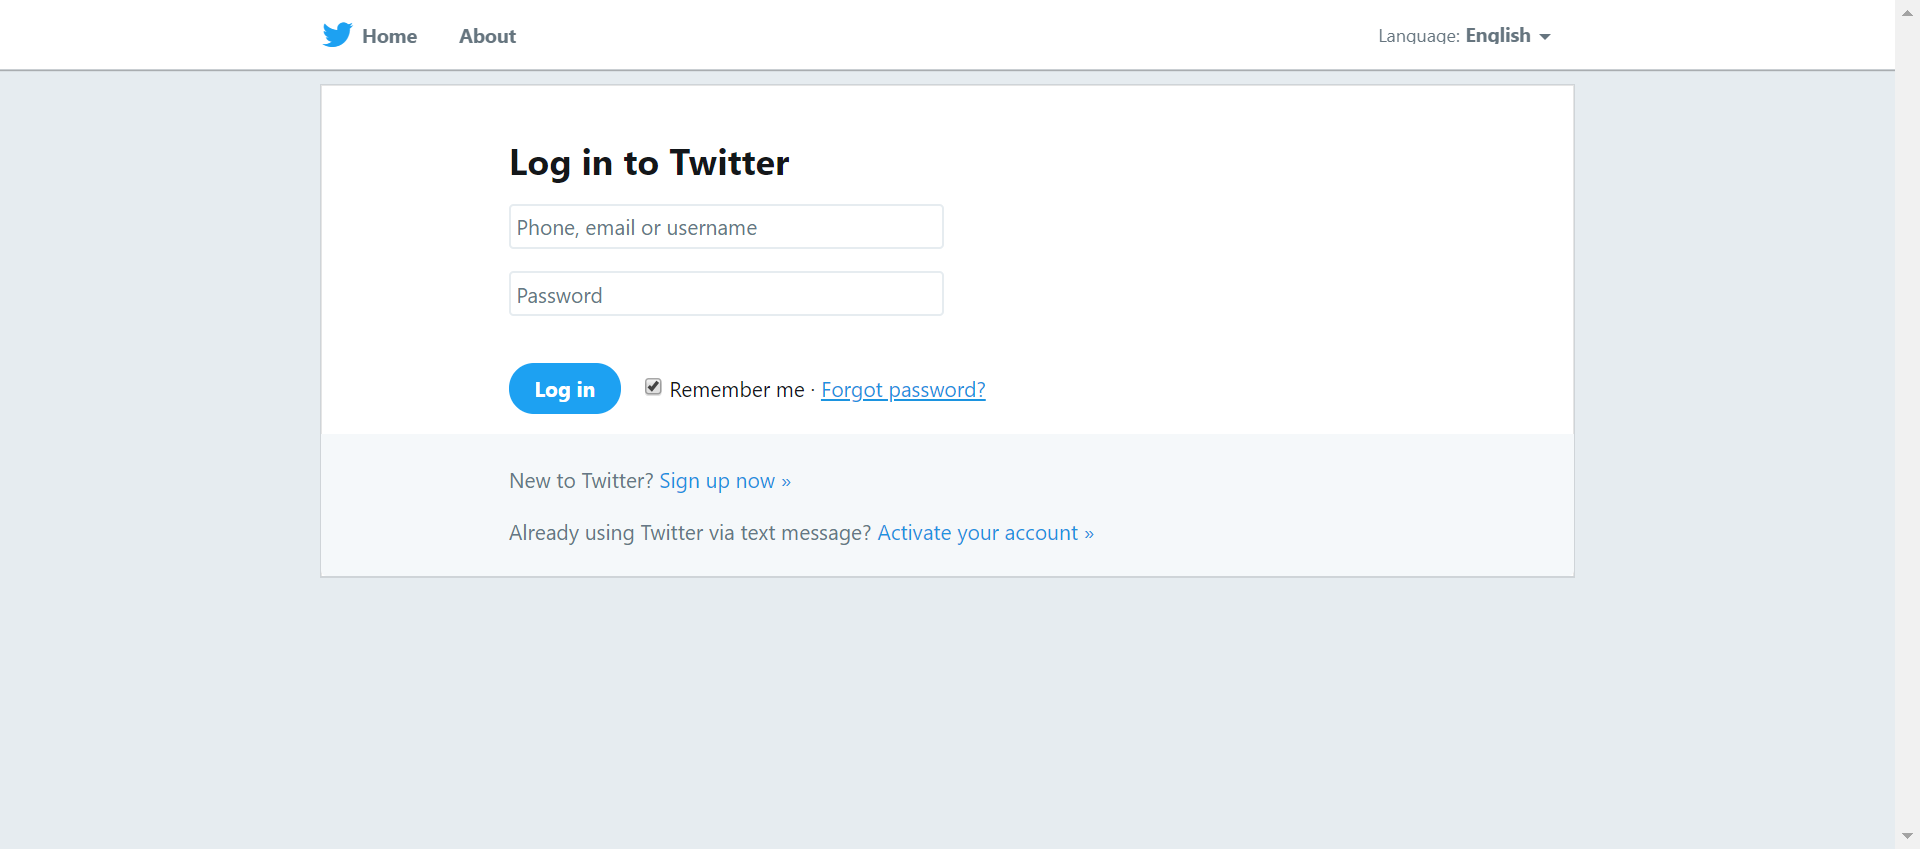 Home About Language: English
Log in to Twitter
Phone, email or username
Password
Log in Remember me · Forgot password?
New to Twitter? Sign up now »
Already using Twitter via text message? Activate your account »